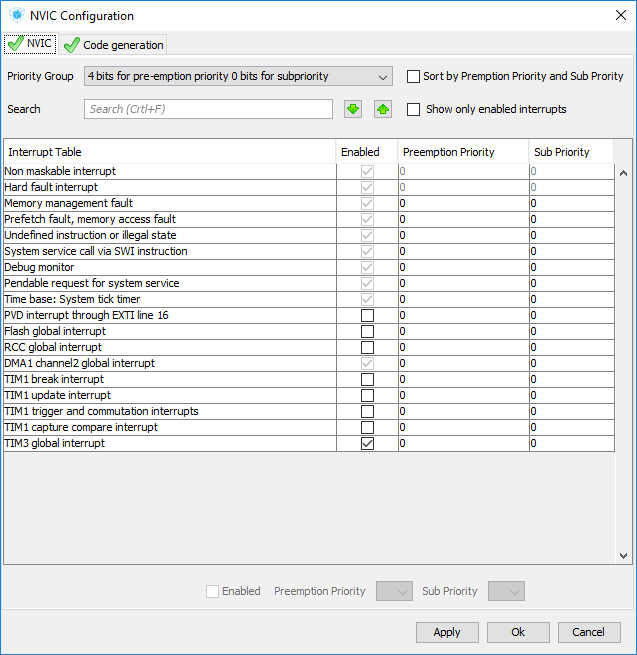 NVIC Configuration
NVIC Code generation
Priority Group 4 bits for pre-emption priority 0 bits for subpriority Sort by Premption Priority and Sub Prority
Search Search (Crtl+F) Show only enabled interrupts
Interrupt Table Enabled Preemption Priority Sub Priority
Non maskable interrupt 0 0
Hard fault interrupt 0 0
Memory management fault 0 0
Prefetch fault, memory access fault 0 0
Undefined instruction or illegal state 0 0
System service call via SWI instruction 0 0
Debug monitor 0 0
Pendable request for system service 0 0
Time base: System tick timer 0 0
PVD interrupt through EXTI line 16 0 0
Flash global interrupt 0 0
RCC global interrupt 0 0
DMA1 channel2 global interrupt 0 0
TIM1 break interrupt 0 0
TIM1 update interrupt 0 0
TIM1 trigger and commutation interrupts 0 0
TIM1 capture compare interrupt 0 0
TIM3 global interrupt 0 0
Enabled Preemption Priority Sub Priority
Apply Ok Cancel